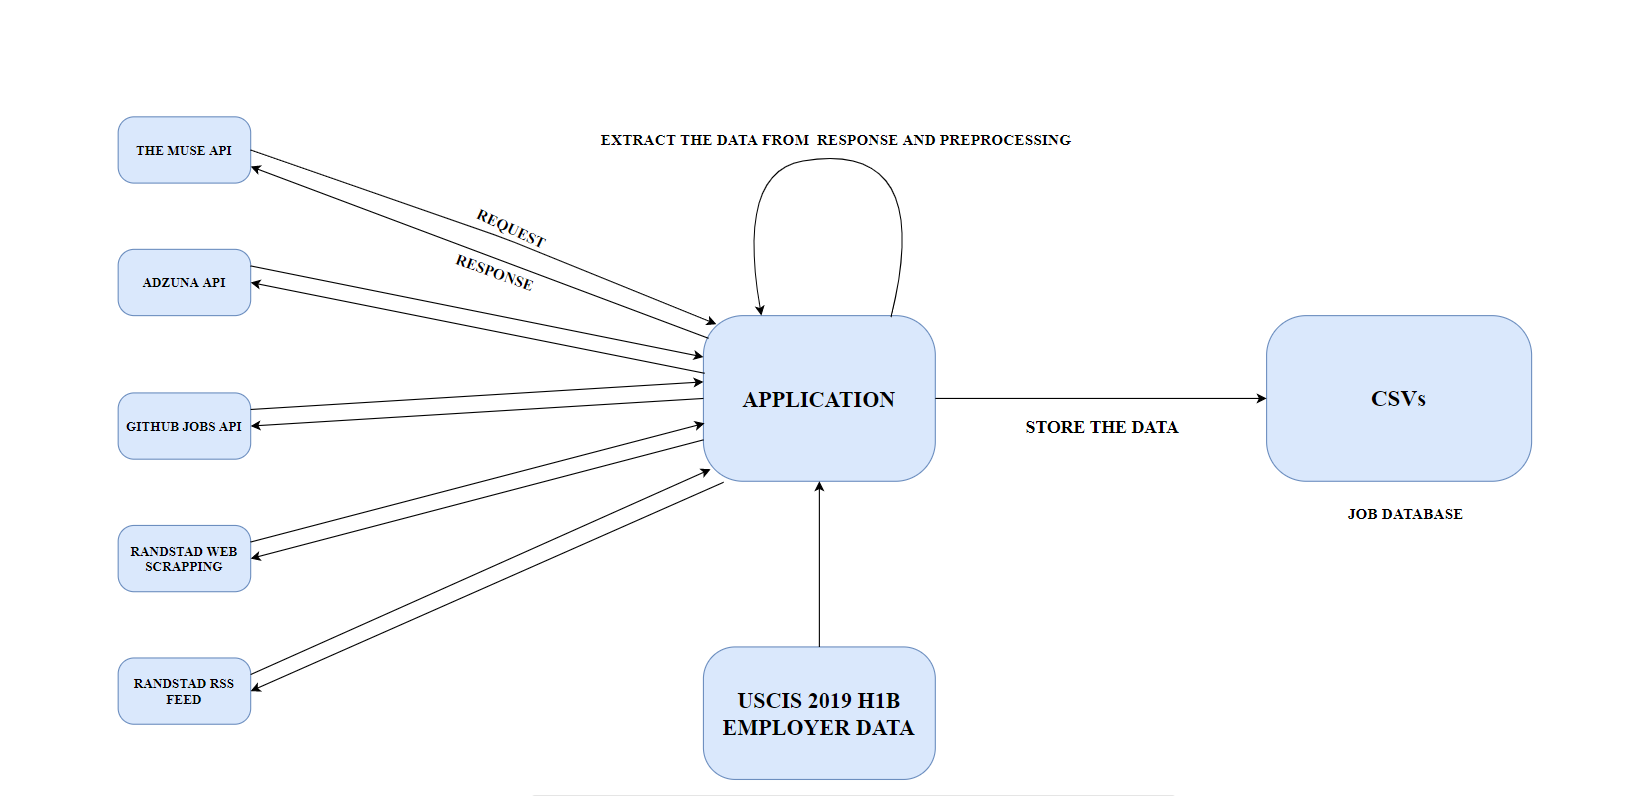 EXTRACT THE DATA FROM  RESPONSE AND PREPROCESSING
THE MUSE API
REQUEST
RESPONSE
ADZUNA API
GITHUB JOBS API
APPLICATION
STORE THE DATA
CSVs
JOB DATABASE
RANDSTAD WEB
SCRAPPING
RANDSTAD RSS
FEED
USCIS 2019 H1B
EMPLOYER DATA